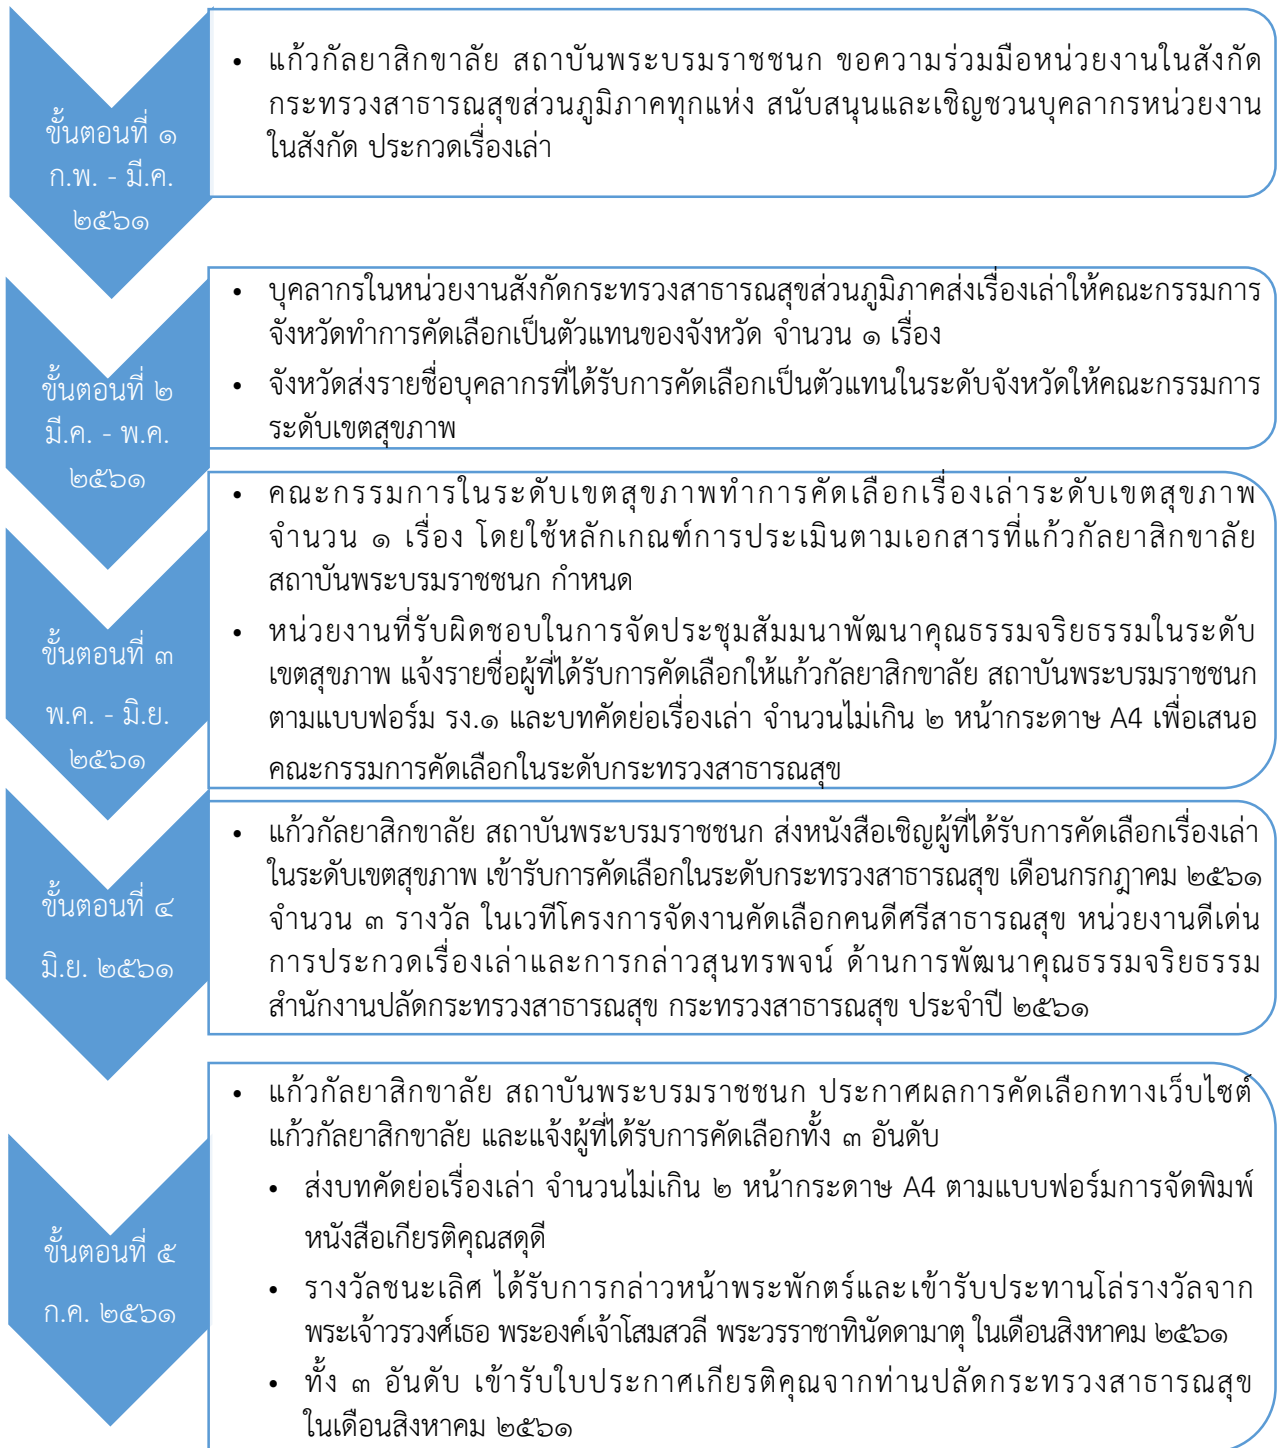 ขั้นตอนที่ ๑
ก.พ. - มี.ค.
๒๕๖๑
• แก้วกัลยาสิกขาลัย สถาบันพระบรมราชชนก ขอความร่วมมือหน่วยงานในสังกัด
กระทรวงสาธารณสุขส่วนภูมิภาคทุกแห่ง สนับสนุนและเชิญชวนบุคลากรหน่วยงาน
ในสังกัด ประกวดเรื่องเล่า
ขั้นตอนที่ ๒
มี.ค. - พ.ค.
๒๕๖๑
• บุคลากรในหน่วยงานสังกัดกระทรวงสาธารณสุขส่วนภูมิภาคส่งเรื่องเล่าให้คณะกรรมการ
จังหวัดทำการคัดเลือกเป็นตัวแทนของจังหวัด จำนวน ๑ เรื่อง
• จังหวัดส่งรายชื่อบุคลากรที่ได้รับการคัดเลือกเป็นตัวแทนในระดับจังหวัดให้คณะกรรมการ
ระดับเขตสุขภาพ
ขั้นตอนที่ ๓
พ.ค. - มิ.ย.
๒๕๖๑
• คณะกรรมการในระดับเขตสุขภาพทำการคัดเลือกเรื่องเล่าระดับเขตสุขภาพ
จำนวน ๑ เรื่อง โดยใช้หลักเกณฑ์การประเมินตามเอกสารที่แก้วกัลยาสิกขาลัย
สถาบันพระบรมราชชนก กำหนด
• หน่วยงานที่รับผิดชอบในการจัดประชุมสัมมนาพัฒนาคุณธรรมจริยธรรมในระดับ
เขตสุขภาพ แจ้งรายชื่อผู้ที่ได้รับการคัดเลือกให้แก้วกัลยาสิกขาลัย สถาบันพระบรมราชชนก
ตามแบบฟอร์ม รง.๑ และบทคัดย่อเรื่องเล่า จำนวนไม่เกิน ๒ หน้ากระดาษ A4 เพื่อเสนอ
คณะกรรมการคัดเลือกในระดับกระทรวงสาธารณสุข
ขั้นตอนที่ ๔
มิ.ย. ๒๕๖๑
• แก้วกัลยาสิกขาลัย สถาบันพระบรมราชชนก ส่งหนังสือเชิญผู้ที่ได้รับการคัดเลือกเรื่องเล่า
ในระดับเขตสุขภาพ เข้ารับการคัดเลือกในระดับกระทรวงสาธารณสุข เดือนกรกฎาคม ๒๕๖๑
จำนวน ๓ รางวัล ในเวทีโครงการจัดงานคัดเลือกคนดีศรีสาธารณสุข หน่วยงานดีเด่น
การประกวดเรื่องเล่าและการกล่าวสุนทรพจน์ ด้านการพัฒนาคุณธรรมจริยธรรม
สำนักงานปลัดกระทรวงสาธารณสุข กระทรวงสาธารณสุข ประจำปี ๒๕๖๑
ขั้นตอนที่ ๕
ก.ค. ๒๕๖๑
• แก้วกัลยาสิกขาลัย สถาบันพระบรมราชชนก ประกาศผลการคัดเลือกทางเว็บไซต์
แก้วกัลยาสิกขาลัย และแจ้งผู้ที่ได้รับการคัดเลือกทั้ง ๓ อันดับ
• ส่งบทคัดย่อเรื่องเล่า จำนวนไม่เกิน ๒ หน้ากระดาษ A4 ตามแบบฟอร์มการจัดพิมพ์
หนังสือเกียรติคุณสดุดี
• รางวัลชนะเลิศ ได้รับการกล่าวหน้าพระพักตร์และเข้ารับประทานโล่รางวัลจาก
พระเจ้าวรวงศ์เธอ พระองค์เจ้าโสมสวลี พระวรราชาทินัดดามาตุ ในเดือนสิงหาคม ๒๕๖๑
• ทั้ง ๓ อันดับ เข้ารับใบประกาศเกียรติคุณจากท่านปลัดกระทรวงสาธารณสุข
ในเดือนสิงหาคม ๒๕๖๑